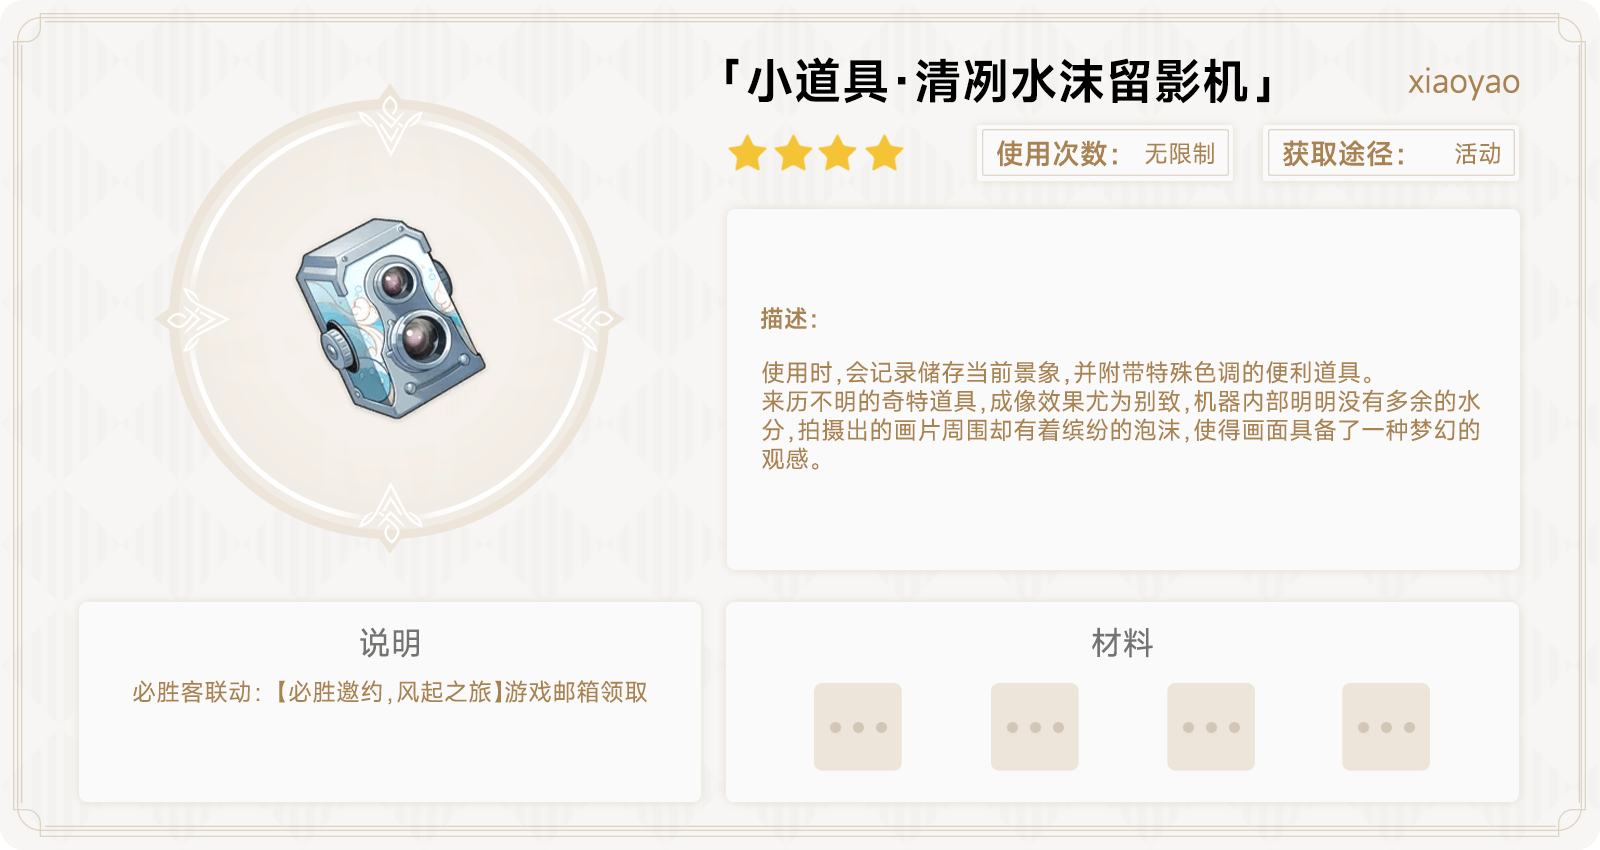 「小道具·清冽水沫留影机」
xiaoyao
使用次数： 无限制
获取途径： 活动
描述：
使用时,会记录储存当前景象,并附带特殊色调的便利道具。
来历不明的奇特道具,成像效果尤为别致,机器内部明明没有多余的水
分,拍摄出的画片周围却有着缤纷的泡沫,使得画面具备了一种梦幻的
观感。
说明
必胜客联动：【必胜邀约,风起之旅】游戏邮箱领取
材料